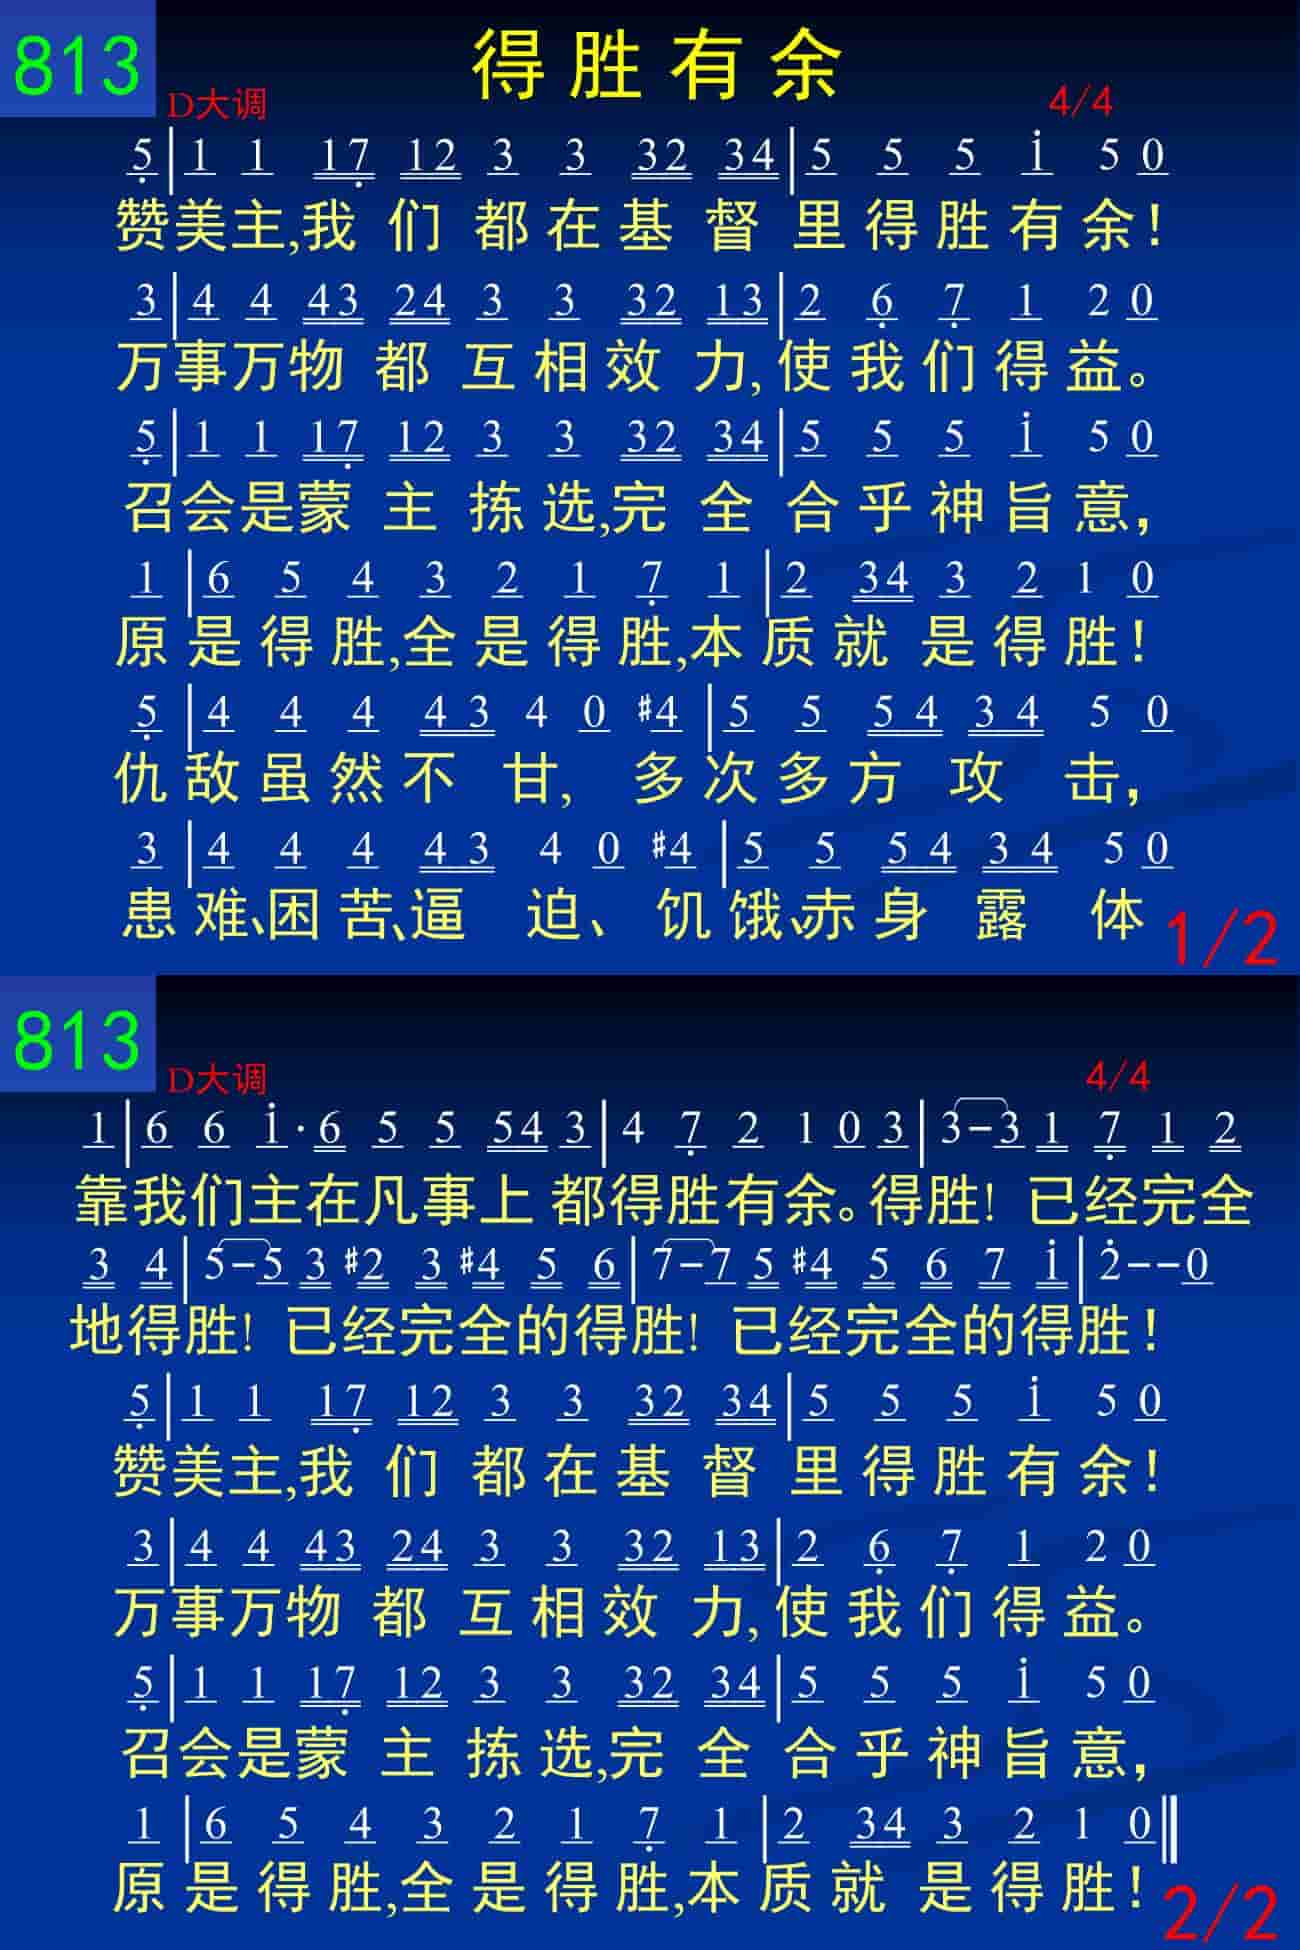 813
得胜有余
D大调 4/4
5|1 1 17 12 3 3 32 34|5 5 5 1 5 0
赞美主,我们都在基督里得胜有余!
3|4 4 43 24 3 3 32 13|2 6 7 1 2 0
万事万物都互相效力,使我们得益。
5|1 1 17 12 3 3 32 34|5 5 5 1 5 0
召会是蒙主拣选,完全合乎神旨意,
1|6 5 4 3 2 1 7 1|2 34 3 2 1 0
原是得胜,全是得胜,本质就是得胜!
5|4 4 4 4 3 4 0 #4|5 5 5 4 3 4 5 0
仇敌虽然不甘,多次多方攻击,
3|4 4 4 4 3 4 0 #4|5 5 5 4 3 4 5 0
患难、困苦、逼迫、饥饿、赤身露体
1/2
813
D大调 4/4
1|6 6 1·6 5 5 54 3|4 7 2 1 0 3|3-3 1 7 1 2
靠我们主在凡事上都得胜有余。得胜!已经完全
3 4|5-5 3 #2 3 #4 5 6|7-7 5 #4 5 6 7 1|2--0
地得胜!已经完全的得胜!已经完全的得胜!
5|1 1 17 12 3 3 32 34|5 5 5 1 5 0
赞美主,我们都在基督里得胜有余!
3|4 4 43 24 3 3 32 13|2 6 7 1 2 0
万事万物都互相效力,使我们得益。
5|1 1 17 12 3 3 32 34|5 5 5 1 5 0
召会是蒙主拣选,完全合乎神旨意,
1|6 5 4 3 2 1 7 1|2 34 3 2 1 0‖
原是得胜,全是得胜,本质就是得胜!
2/2